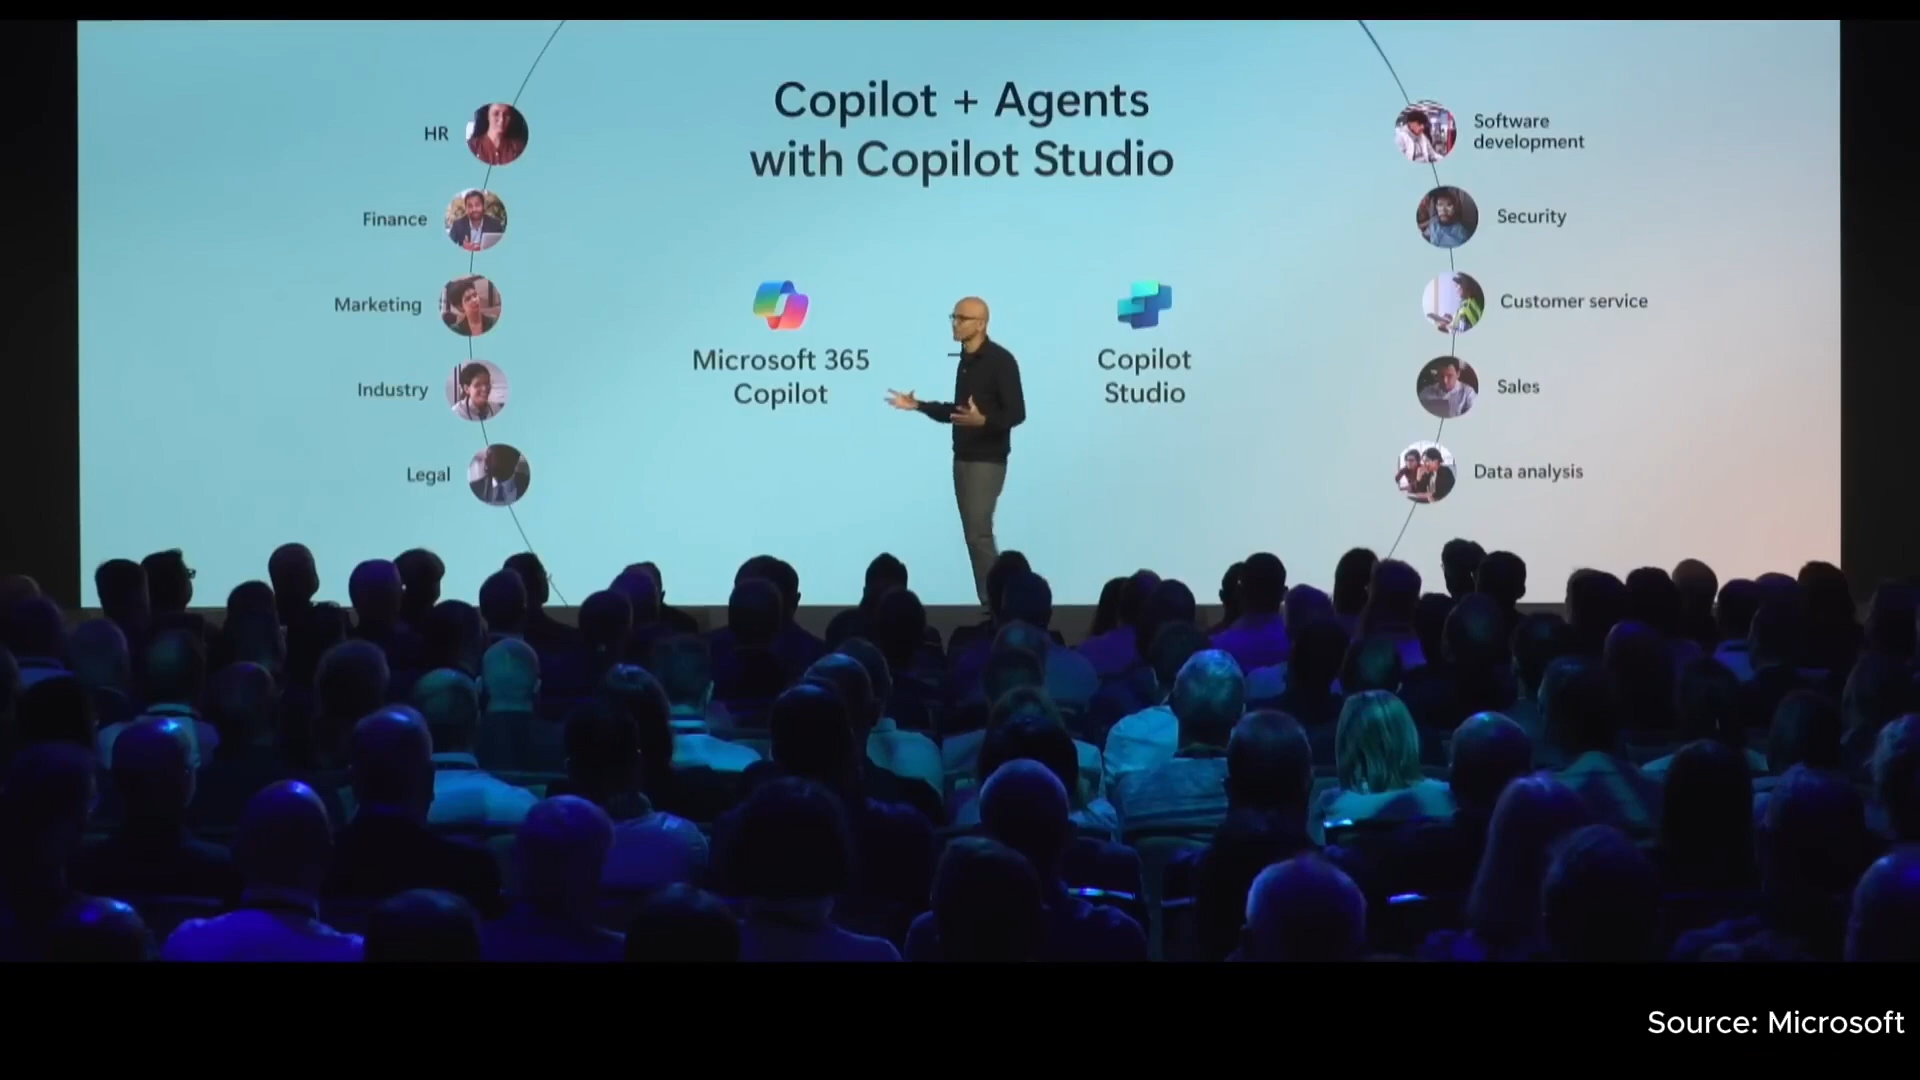 Copilot + Agents
with Copilot Studio
HR
Finance
Marketing
Industry
Legal
Microsoft 365
Copilot
Copilot
Studio
Software
development
Security
Customer service
Sales
Data analysis
Source: Microsoft